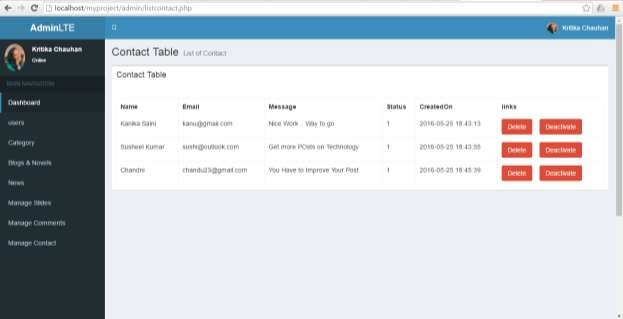 localhost/myproject/admin/listcontact.php
AdminLTE
Kritika Chauhan
Kritika Chauhan
Online
MAIN NAVIGATION
Dashboard
users
Category
Blogs & Novels
News
Manage Slides
Manage Comments
Manage Contact
Contact Table List of Contact
Contact Table
Name Email Message Status CreatedOn links
Kanika Saini kanu@gmail.com Nice Work .. Way to go 1 2016-05-25 18:43:13 Delete Deactivate
Susheel Kumar sushi@outlook.com Get more POsts on Technology 1 2016-05-25 18:43:55 Delete Deactivate
Chandni chandu23@gmail.com You Have to Improve Your Post 1 2016-05-25 18:45:39 Delete Deactivate